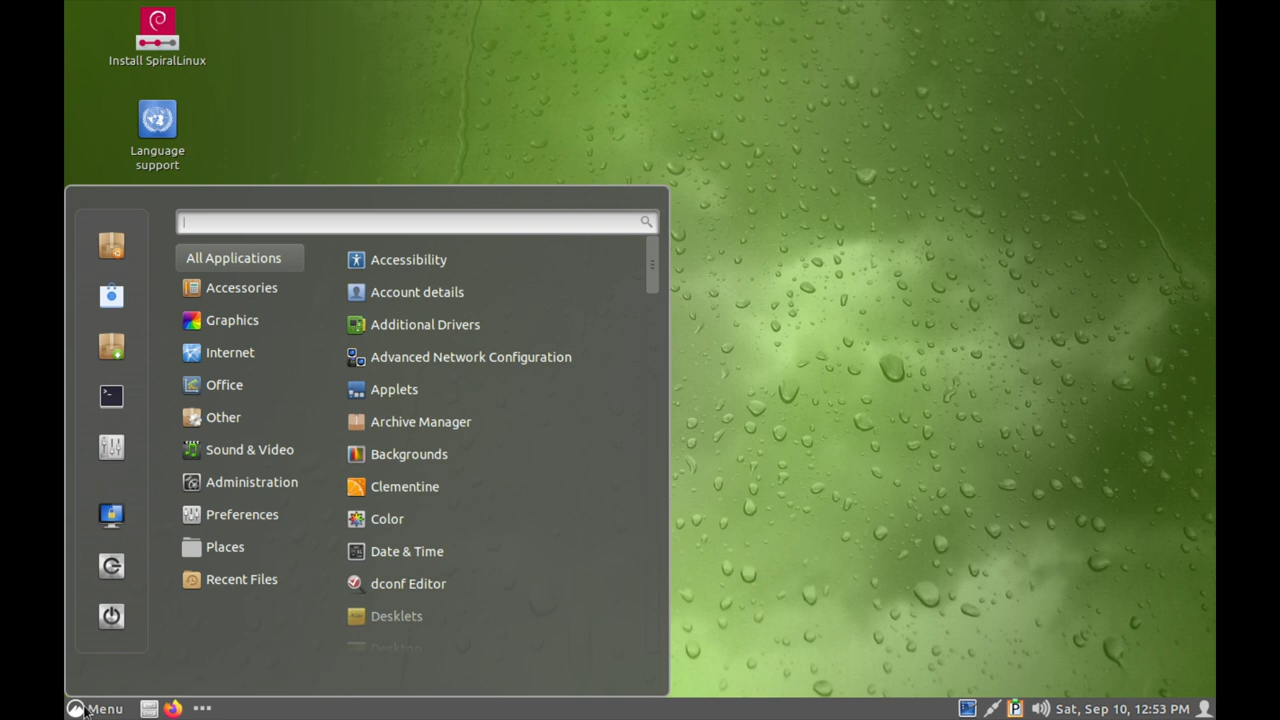 Install SpiralLinux
Language
support
All Applications
Accessories
Graphics
Internet
Office
Other
Sound & Video
Administration
Preferences
Places
Recent Files
Accessibility
Account details
Additional Drivers
Advanced Network Configuration
Applets
Archive Manager
Backgrounds
Clementine
Color
Date & Time
dconf Editor
Desklets
Desktop
Menu
Sat, Sep 10, 12:53 PM